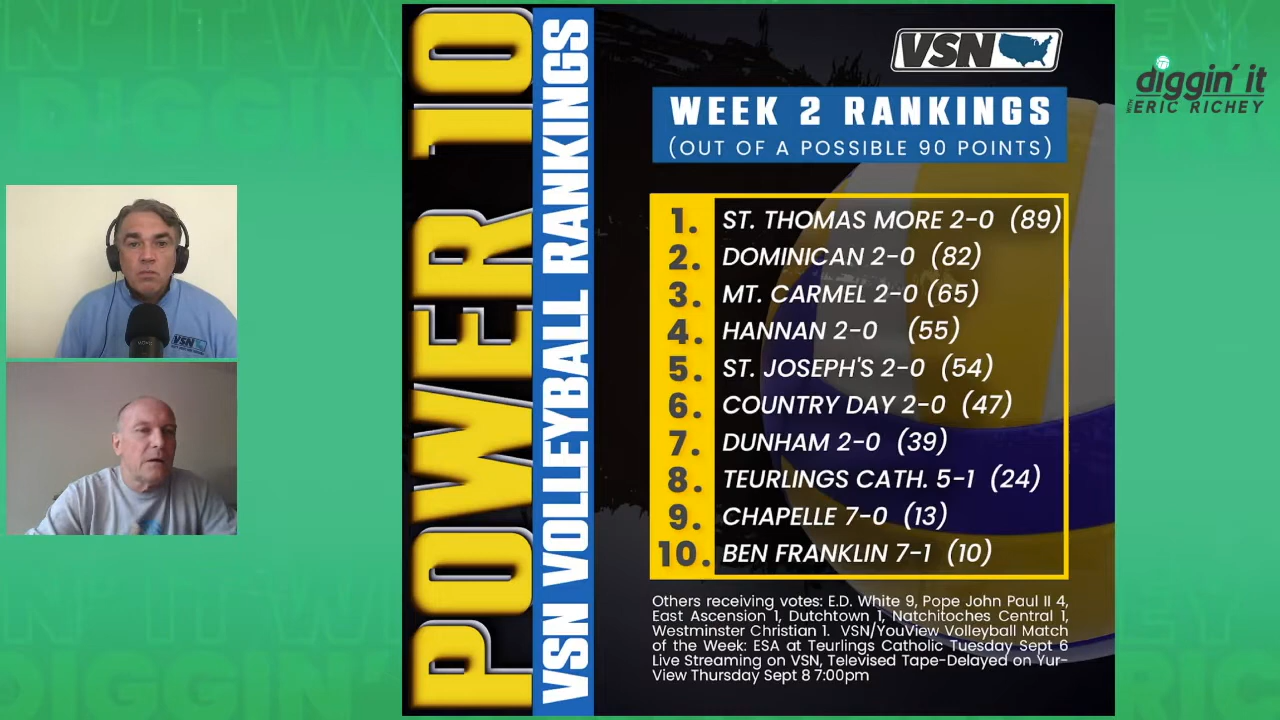 POWER 10
VSN VOLLEYBALL RANKINGS
VSN
diggin' it
WITH ERIC RICHEY
WEEK 2 RANKINGS
(OUT OF A POSSIBLE 90 POINTS)
1. ST. THOMAS MORE 2-0 (89)
2. DOMINICAN 2-0 (82)
3. MT. CARMEL 2-0 (65)
4. HANNAN 2-0 (55)
5. ST. JOSEPH'S 2-0 (54)
6. COUNTRY DAY 2-0 (47)
7. DUNHAM 2-0 (39)
8. TEURLINGS CATH. 5-1 (24)
9. CHAPELLE 7-0 (13)
10. BEN FRANKLIN 7-1 (10)
Others receiving votes: E.D. White 9, Pope John Paul II 4,
East Ascension 1, Dutchtown 1, Natchitoches Central 1,
Westminster Christian 1. VSN/YouView Volleyball Match
of the Week: ESA at Teurlings Catholic Tuesday Sept 6
Live Streaming on VSN, Televised Tape-Delayed on Yur-
View Thursday Sept 8 7:00pm
VSN